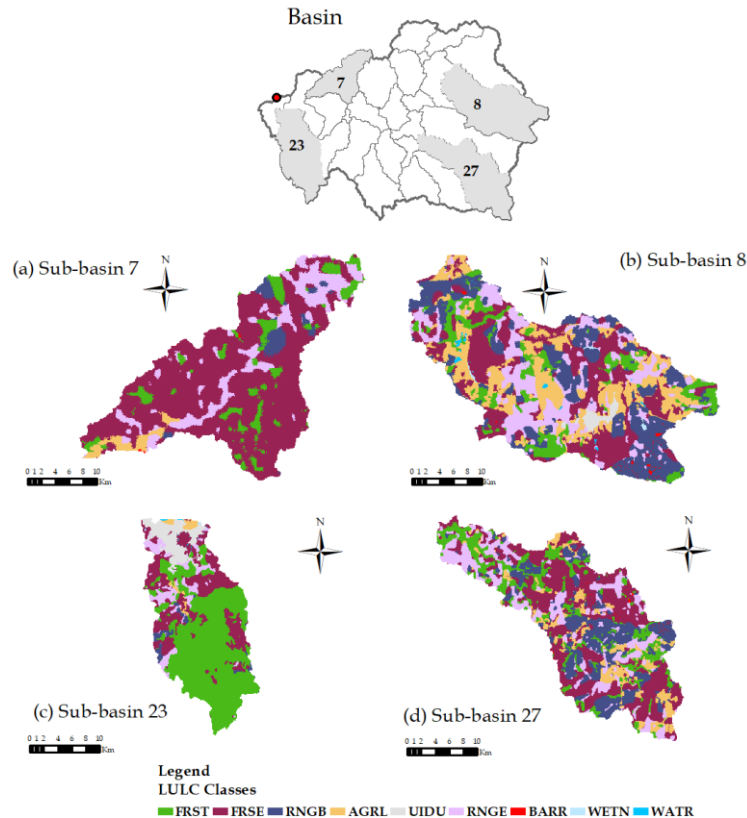 Basin
7
8
23
27
(a) Sub-basin 7
N
N
(b) Sub-basin 8
0 1 2 4 6 8 10
Km
0 1 2 4 6 8 10
Km
N
N
(c) Sub-basin 23
(d) Sub-basin 27
0 1 2 4 6 8 10
Km
0 1 2 4 6 8 10
Km
Legend
LULC Classes
FRST FRSE RNGB AGRL UIDU RNGE BARR WETN WATR